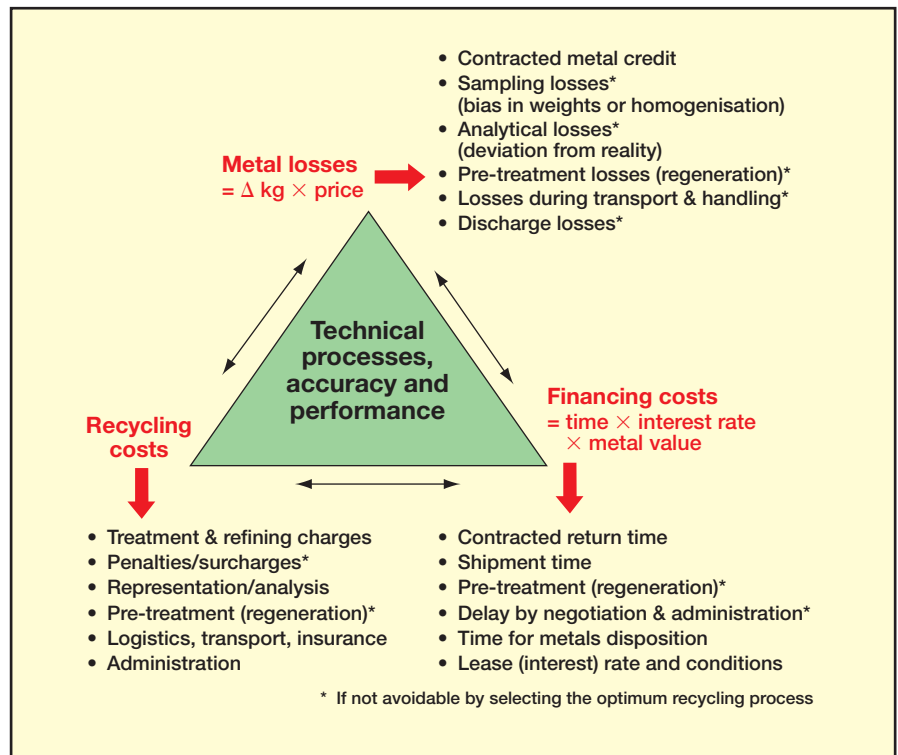 • Contracted metal credit
• Sampling losses*
(bias in weights or homogenisation)
• Analytical losses*
(deviation from reality)
• Pre-treatment losses (regeneration)*
• Losses during transport & handling*
• Discharge losses*
Metal losses
= Δ kg × price
Technical
processes,
accuracy and
performance
Recycling
costs
Financing costs
= time × interest rate
× metal value
• Treatment & refining charges
• Penalties/surcharges*
• Representation/analysis
• Pre-treatment (regeneration)*
• Logistics, transport, insurance
• Administration
• Contracted return time
• Shipment time
• Pre-treatment (regeneration)*
• Delay by negotiation & administration*
• Time for metals disposition
• Lease (interest) rate and conditions
* If not avoidable by selecting the optimum recycling process